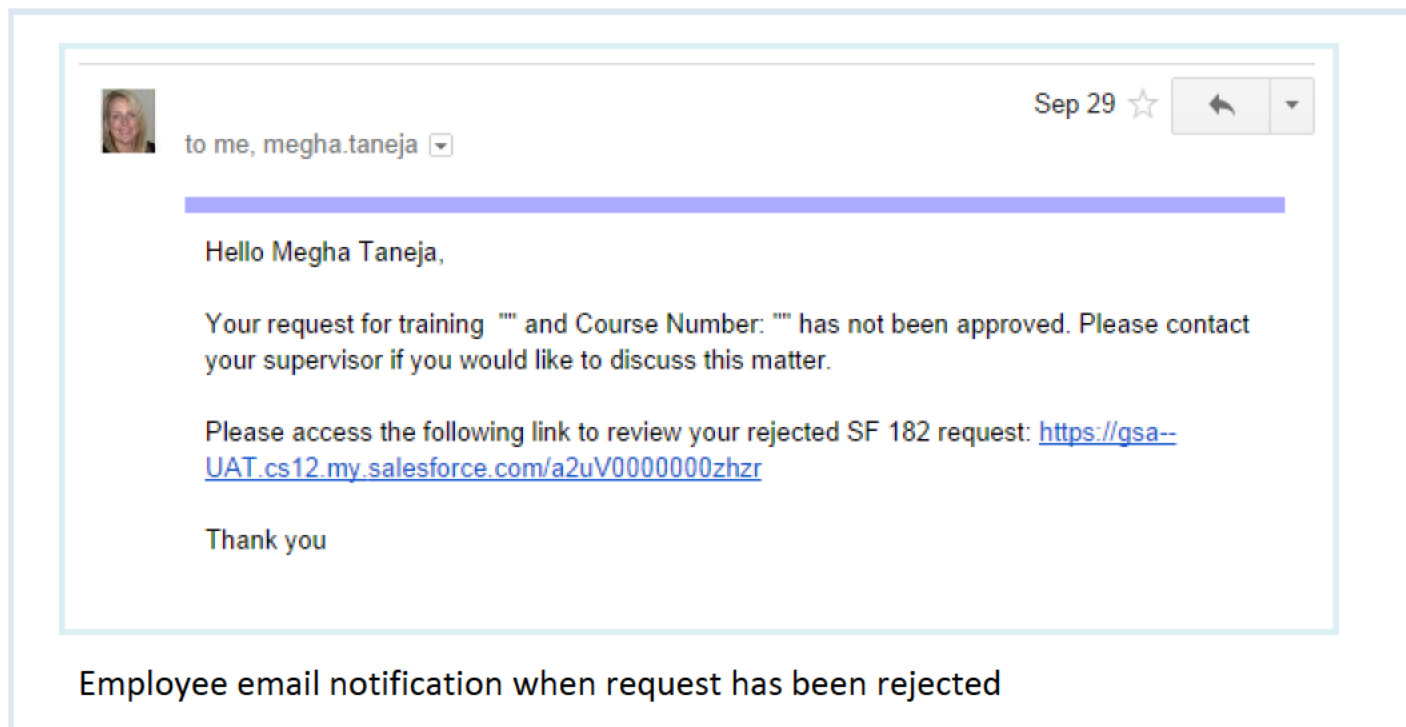 Sep 29
to me, megha.taneja
Hello Megha Taneja,
Your request for training "" and Course Number: "" has not been approved. Please contact
your supervisor if you would like to discuss this matter.
Please access the following link to review your rejected SF 182 request: https://gsa--
UAT.cs12.my.salesforce.com/a2uV0000000zhzr
Thank you
Employee email notification when request has been rejected